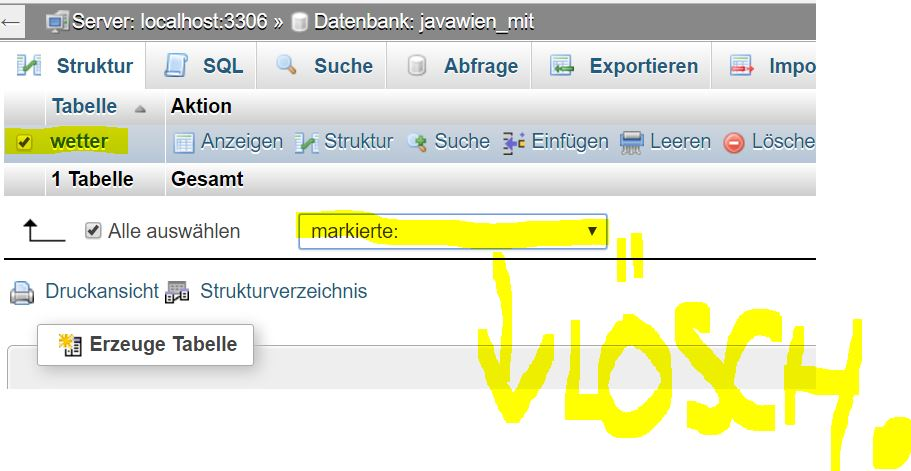 ← Server: localhost:3306 » Datenbank: javawien_mit
Struktur SQL Suche Abfrage Exportieren Impo
Tabelle Aktion
wetter Anzeigen Struktur Suche Einfügen Leeren Lösche
1 Tabelle Gesamt
Alle auswählen markierte:
Druckansicht Strukturverzeichnis
Erzeuge Tabelle
LÖSCH.